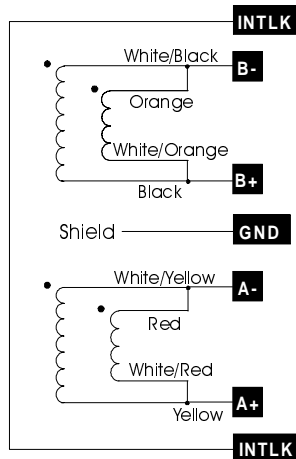 INTLK
White/Black
B-
Orange
White/Orange
B+
Black
Shield
GND
White/Yellow
A-
Red
White/Red
A+
Yellow
INTLK